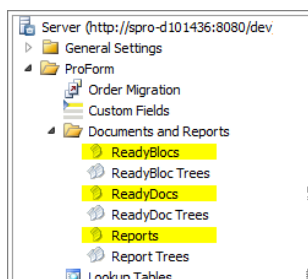 Server (http://spro-d101436:8080/dev
General Settings
ProForm
Order Migration
Custom Fields
Documents and Reports
ReadyBlocs
ReadyBloc Trees
ReadyDocs
ReadyDoc Trees
Reports
Report Trees
Lookup Tables